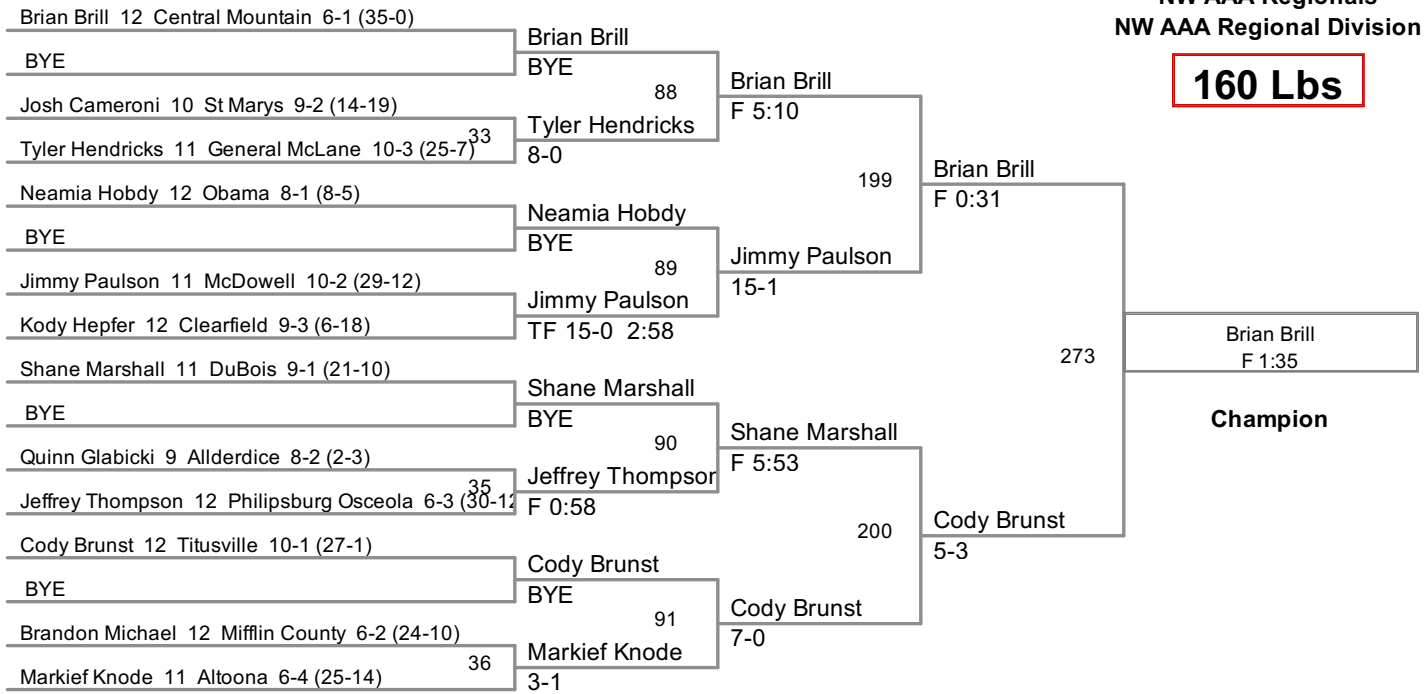 NW AAA Regionals
NW AAA Regional Division
160 Lbs
Brian Brill 12 Central Mountain 6-1 (35-0)
BYE
Josh Cameroni 10 St Marys 9-2 (14-19)
Tyler Hendricks 11 General McLane 10-3 (25-7)
33
Neamia Hobdy 12 Obama 8-1 (8-5)
BYE
Jimmy Paulson 11 McDowell 10-2 (29-12)
Kody Hepfer 12 Clearfield 9-3 (6-18)
Shane Marshall 11 DuBois 9-1 (21-10)
BYE
Quinn Glabicki 9 Allderdice 8-2 (2-3)
35
Jeffrey Thompson 12 Philipsburg Osceola 6-3 (30-12
Cody Brunst 12 Titusville 10-1 (27-1)
BYE
Brandon Michael 12 Mifflin County 6-2 (24-10)
36
Markief Knode 11 Altoona 6-4 (25-14)
Brian Brill
BYE
88
Tyler Hendricks
8-0
Neamia Hobdy
BYE
89
Jimmy Paulson
TF 15-0 2:58
Shane Marshall
BYE
90
Jeffrey Thompson
F 0:58
Cody Brunst
BYE
91
Markief Knode
3-1
Brian Brill
F 5:10
199
Jimmy Paulson
15-1
Shane Marshall
F 5:53
200
Cody Brunst
7-0
Brian Brill
F 0:31
273
Cody Brunst
5-3
Brian Brill
F 1:35
Champion